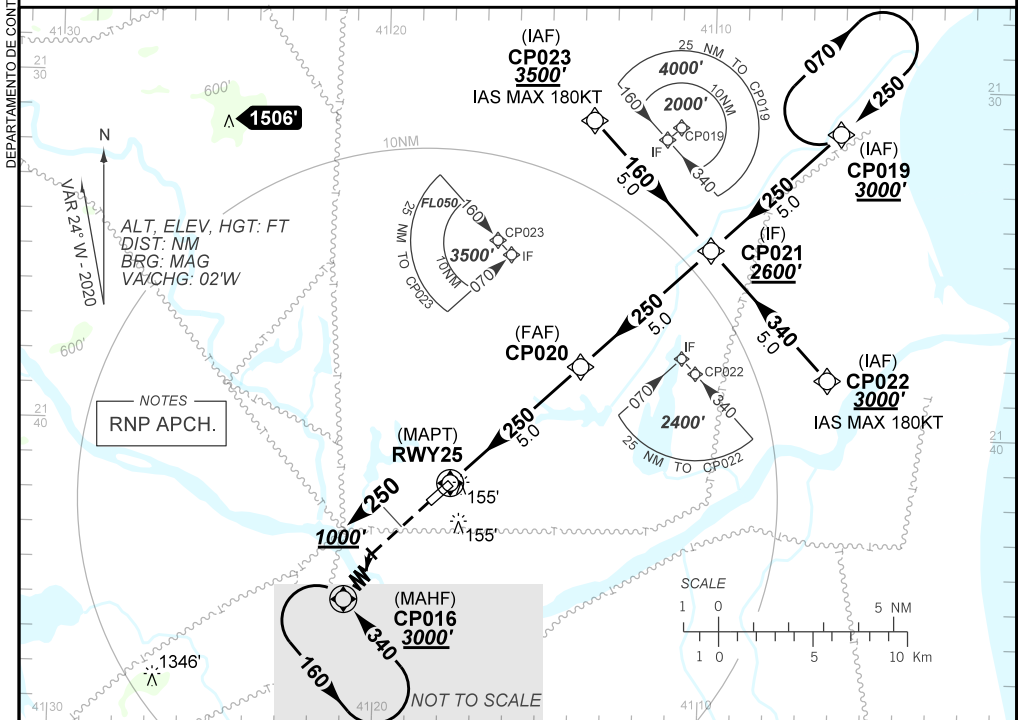 DEPARTAMENTO DE CONT
41|30
41|20
41|10
21
30
21
30
(IAF)
CP023
3500'
IAS MAX 180KT
25 NM TO CP019
4000'
10NM
2000'
160
CP019
IF
340
070
250
(IAF)
CP019
3000'
600'
1506'
N
VAR 24° W - 2020
ALT, ELEV, HGT: FT
DIST: NM
BRG: MAG
VACHG: 02'W
10NM
160
5.0
250
5.0
(IF)
CP021
2600'
25 NM TO CP023
FL050
160
CP023
3500'
IF
10NM
070
250
5.0
340
5.0
(FAF)
CP020
(IAF)
CP022
3000'
IAS MAX 180KT
IF
CP022
070
340
2400'
25 NM TO CP022
600'
NOTES
RNP APCH.
21
40
21
40
250
5.0
(MAPT)
RWY25
155'
155'
250
1000'
(MAHF)
CP016
3000'
340
160
NOT TO SCALE
1346'
SCALE
1 0 5 NM
1 0 5 10 Km
41|30
41|20
41|10